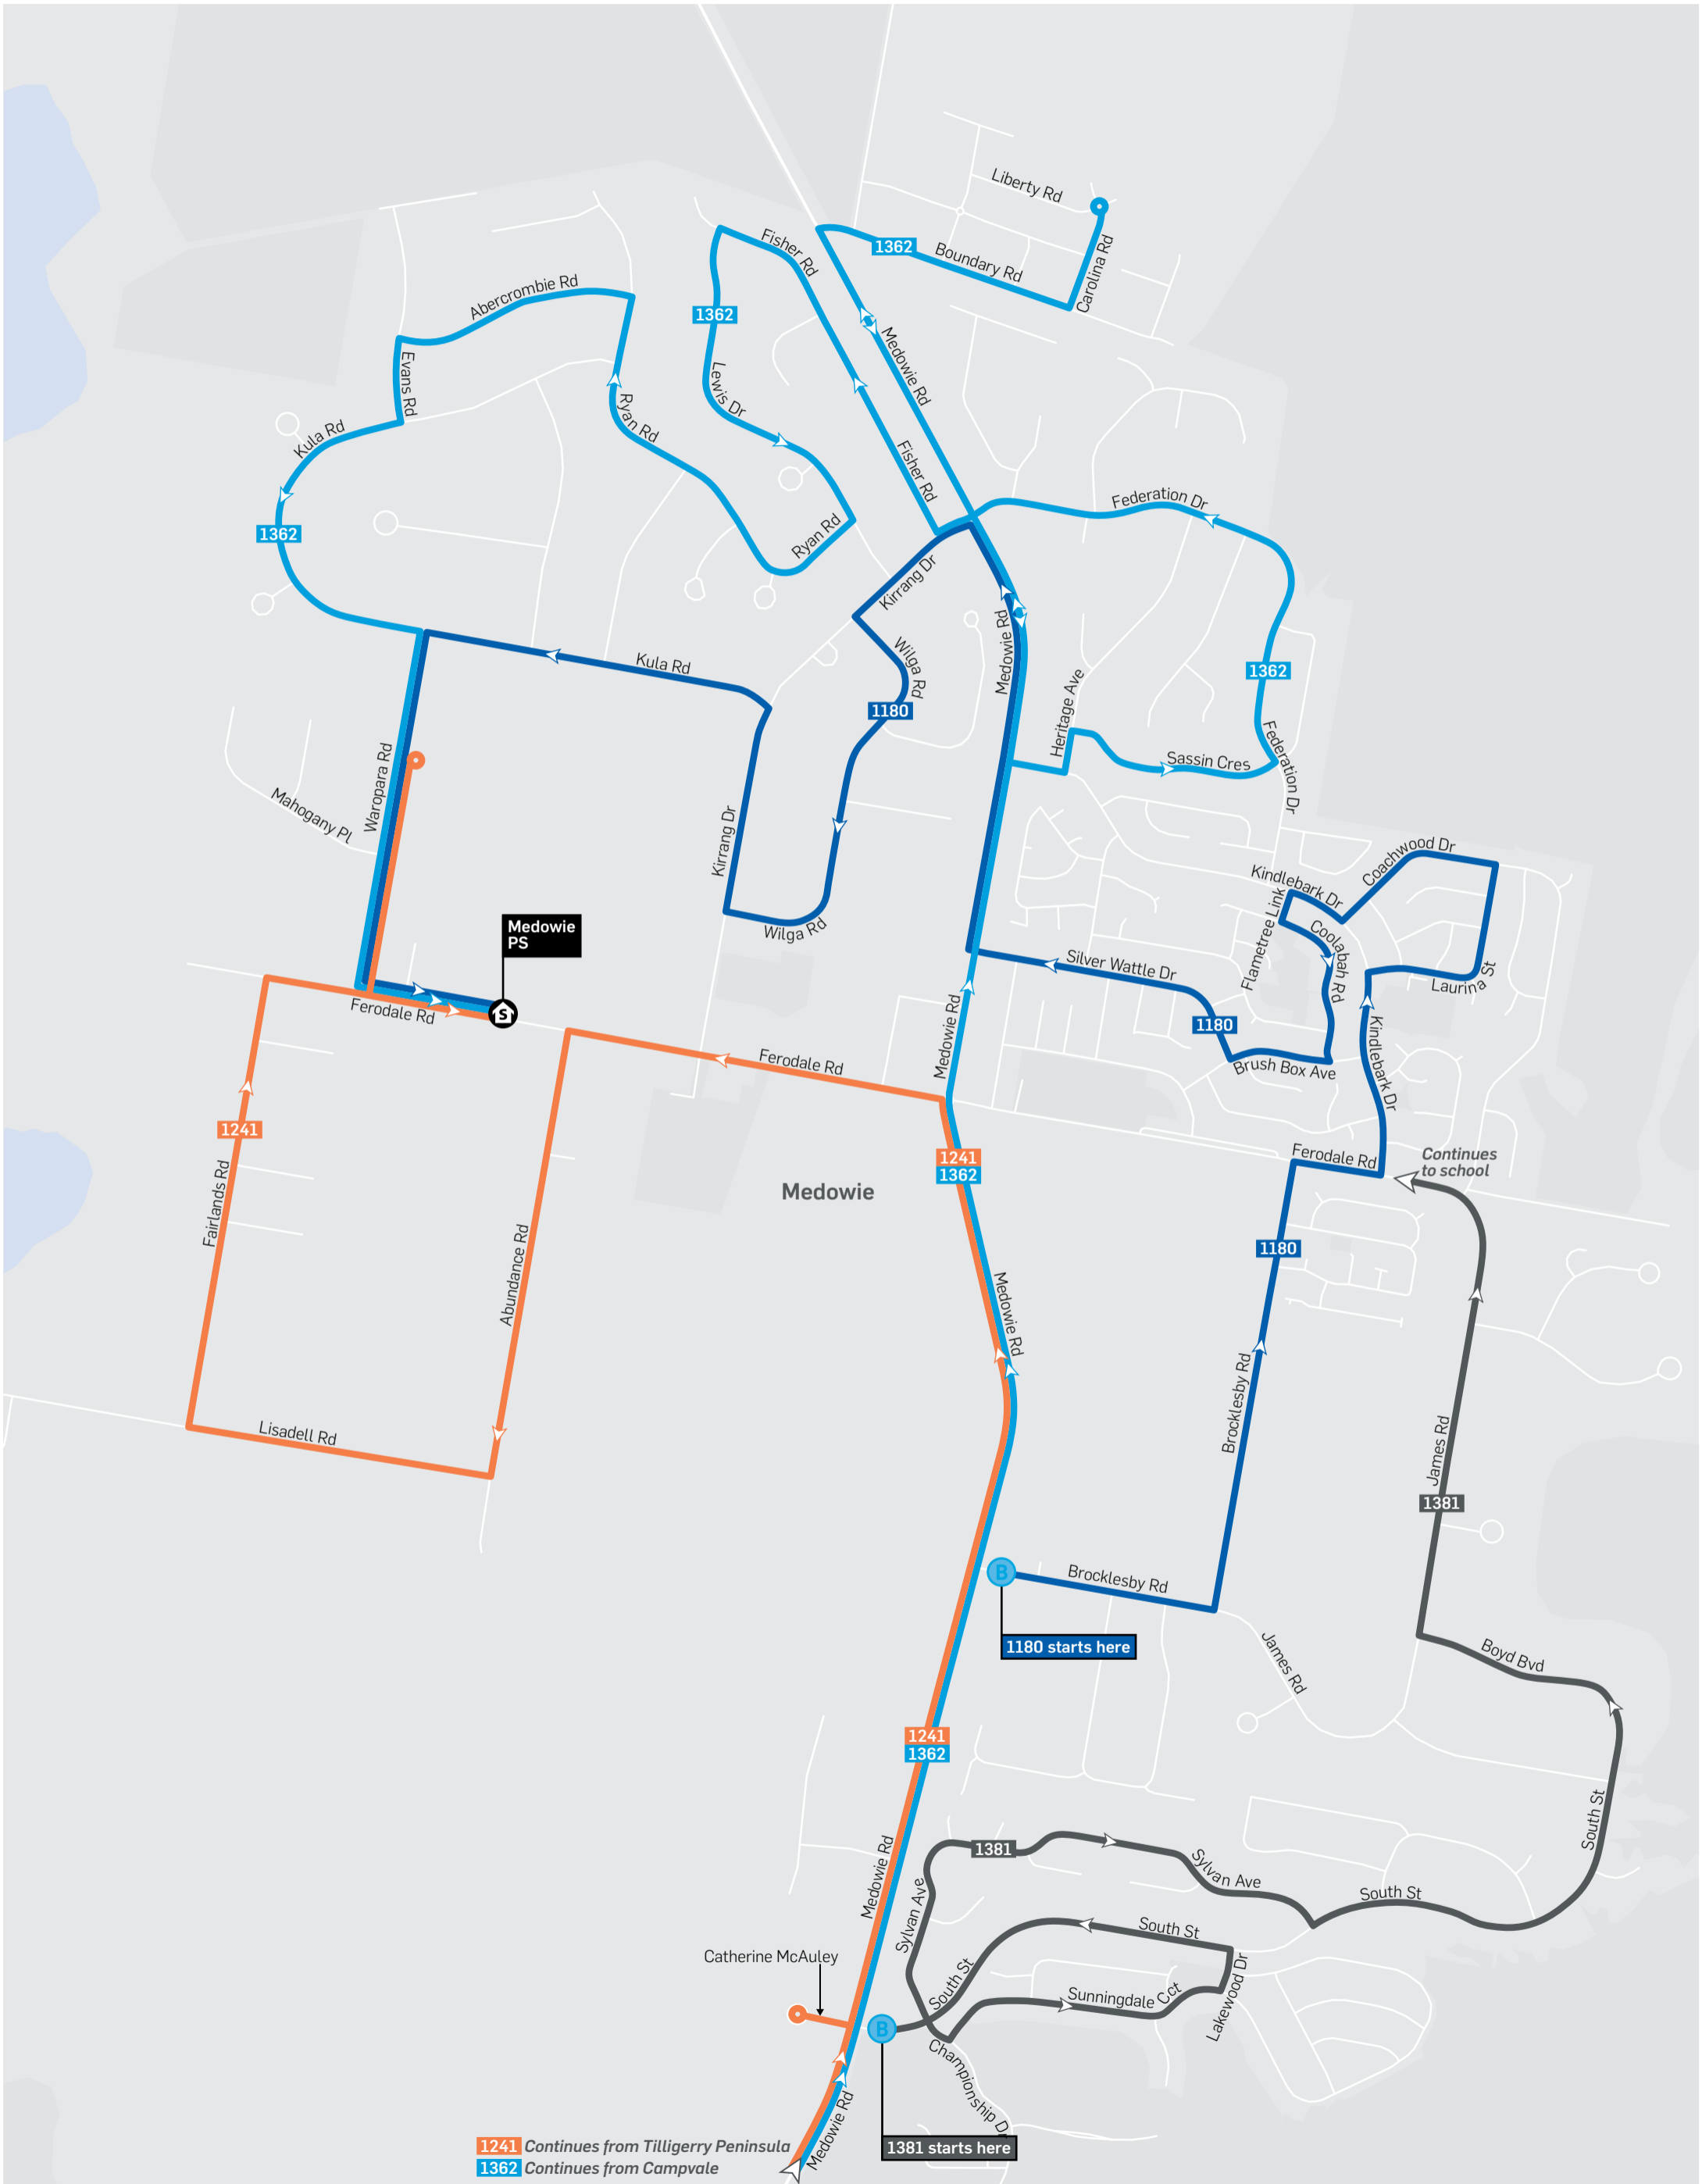 Liberty Rd
1362
Boundary Rd
Carolina Rd
Fisher Rd
Abercrombie Rd
1362
Medowie Rd
Evans Rd
Lewis Dr
Ryan Rd
Kula Rd
Fisher Rd
Federation Dr
1362
Ryan Rd
Kirrang Dr
Medowie Rd
Wilga Rd
Kula Rd
1362
Heritage Ave
1180
Federation Dr
Sassin Cres
Waropara Rd
Mahogany Pl
Kirrang Dr
Coachwood Dr
Kindlebark Dr
Flametree Link
Coolabah Rd
Medowie
PS
Wilga Rd
Silver Wattle Dr
Laurina St
Ferodale Rd
Medowie Rd
1180
Kindlebark Dr
Ferodale Rd
Brush Box Ave
1241
1241
1362
Ferodale Rd
Continues
to school
Medowie
Fairlands Rd
Abundance Rd
1180
Medowie Rd
Brocklesby Rd
James Rd
Lisadell Rd
1381
Brocklesby Rd
1180 starts here
B
James Rd
Boyd Bvd
1241
1362
South St
Medowie Rd
1381
Sylvan Ave
Sylvan Ave
South St
South St
Catherine McAuley
South St
Sunningdale Cct
Lakewood Dr
B
Championship Dr
Medowie Rd
1381 starts here
1241 Continues from Tilligerry Peninsula
1362 Continues from Campvale
S